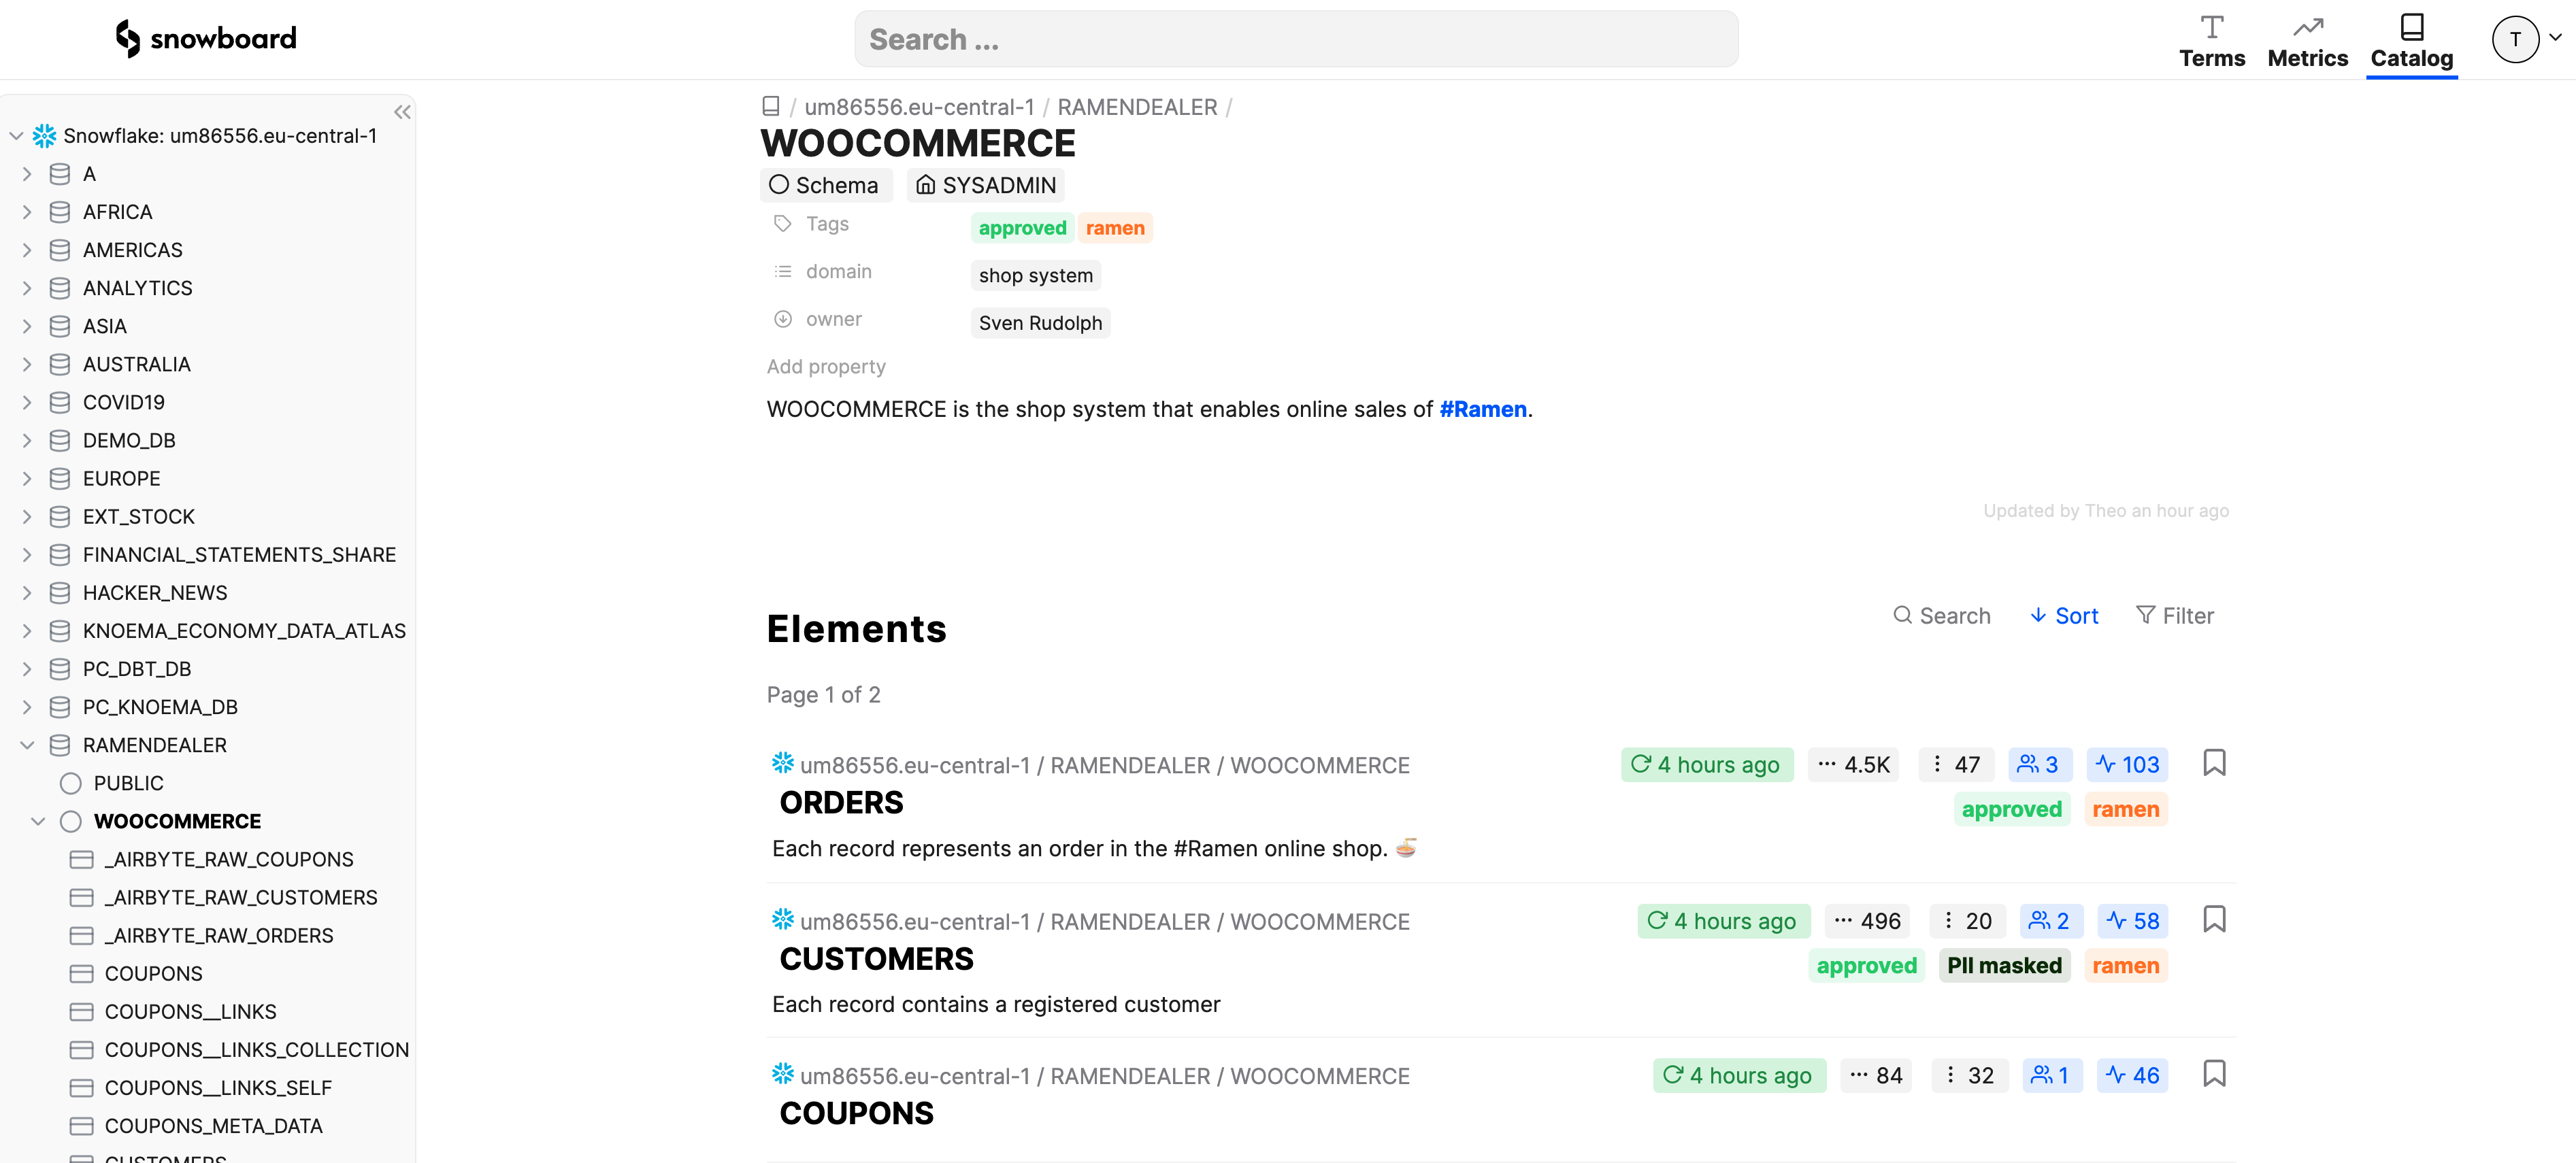 snowboard
Search ...
Terms
Metrics
Catalog
T
Snowflake: um86556.eu-central-1
A
AFRICA
AMERICAS
ANALYTICS
ASIA
AUSTRALIA
COVID19
DEMO_DB
EUROPE
EXT_STOCK
FINANCIAL_STATEMENTS_SHARE
HACKER_NEWS
KNOEMA_ECONOMY_DATA_ATLAS
PC_DBT_DB
PC_KNOEMA_DB
RAMENDEALER
PUBLIC
WOOCOMMERCE
_AIRBYTE_RAW_COUPONS
_AIRBYTE_RAW_CUSTOMERS
_AIRBYTE_RAW_ORDERS
COUPONS
COUPONS__LINKS
COUPONS__LINKS_COLLECTION
COUPONS__LINKS_SELF
COUPONS_META_DATA
CUSTOMERS
/ um86556.eu-central-1 / RAMENDEALER /
WOOCOMMERCE
Schema SYSADMIN
Tags approved ramen
domain shop system
owner Sven Rudolph
Add property
WOOCOMMERCE is the shop system that enables online sales of #Ramen.
Updated by Theo an hour ago
Elements
Search Sort Filter
Page 1 of 2
um86556.eu-central-1 / RAMENDEALER / WOOCOMMERCE
4 hours ago 4.5K 47 3 103
ORDERS
approved ramen
Each record represents an order in the #Ramen online shop. 🍜
um86556.eu-central-1 / RAMENDEALER / WOOCOMMERCE
4 hours ago 496 20 2 58
CUSTOMERS
approved PII masked ramen
Each record contains a registered customer
um86556.eu-central-1 / RAMENDEALER / WOOCOMMERCE
4 hours ago 84 32 1 46
COUPONS